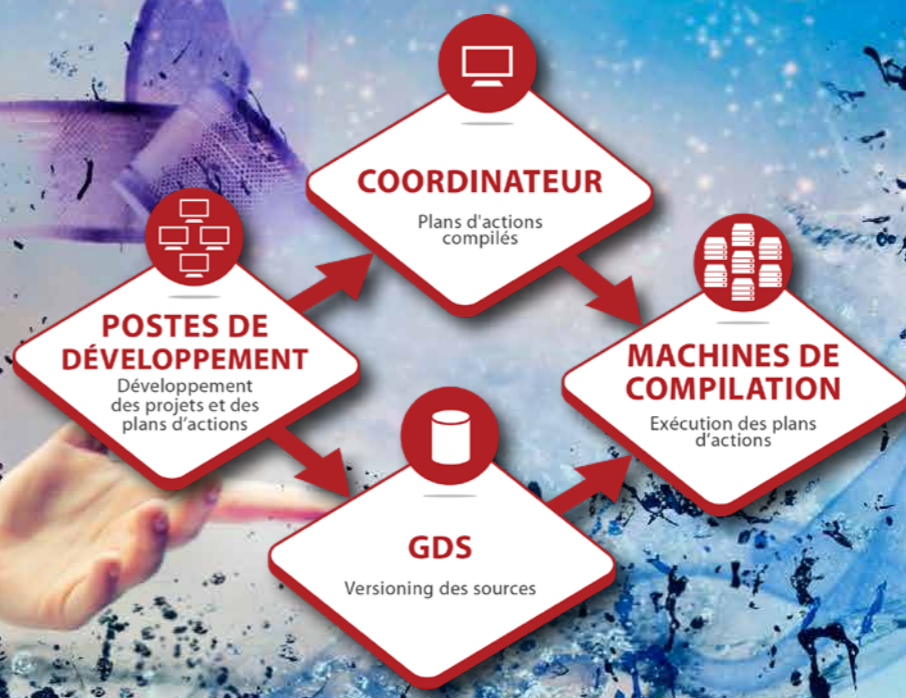 COORDINATEUR
Plans d'actions
compilés
POSTES DE
DÉVELOPPEMENT
Développement
des projets et des
plans d’actions
MACHINES DE
COMPILATION
Exécution des plans
d’actions
GDS
Versioning des sources